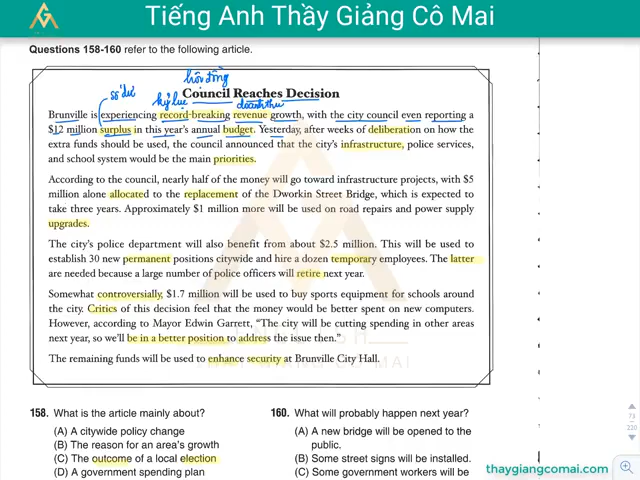 Tiếng Anh Thầy Giảng Cô Mai
Questions 158-160 refer to the following article.
hội đồng
số dư
kỷ lục
doanh thu
Council Reaches Decision
Brunville is experiencing record-breaking revenue growth, with the city council even reporting a
$12 million surplus in this year's annual budget. Yesterday, after weeks of deliberation on how the
extra funds should be used, the council announced that the city's infrastructure, police services,
and school system would be the main priorities.
According to the council, nearly half of the money will go toward infrastructure projects, with $5
million alone allocated to the replacement of the Dworkin Street Bridge, which is expected to
take three years. Approximately $1 million more will be used on road repairs and power supply
upgrades.
The city's police department will also benefit from about $2.5 million. This will be used to
establish 30 new permanent positions citywide and hire a dozen temporary employees. The latter
are needed because a large number of police officers will retire next year.
Somewhat controversially, $1.7 million will be used to buy sports equipment for schools around
the city. Critics of this decision feel that the money would be better spent on new computers.
However, according to Mayor Edwin Garrett, "The city will be cutting spending in other areas
next year, so we'll be in a better position to address the issue then."
The remaining funds will be used to enhance security at Brunville City Hall.
158. What is the article mainly about?
(A) A citywide policy change
(B) The reason for an area's growth
(C) The outcome of a local election
(D) A government spending plan
160. What will probably happen next year?
(A) A new bridge will be opened to the
public.
(B) Some street signs will be installed.
(C) Some government workers will be
73
220
thaygiangcomai.com